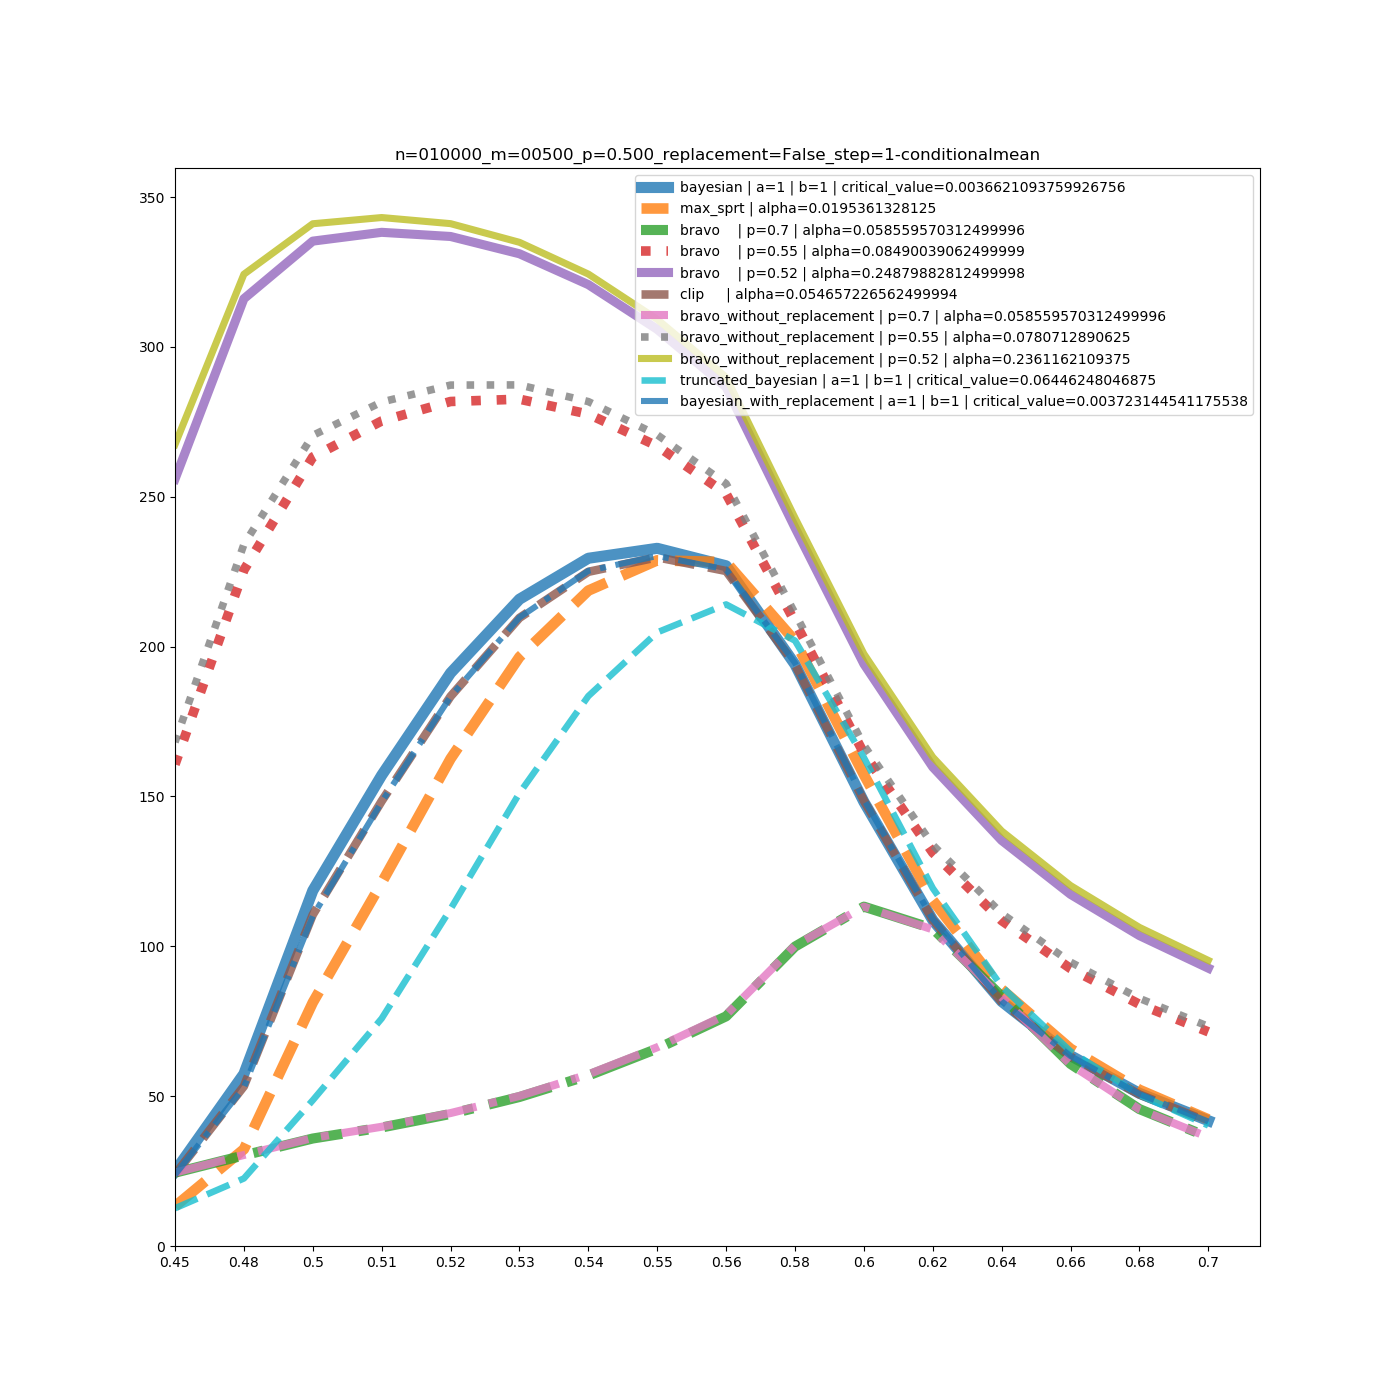 n=010000_m=00500_p=0.500_replacement=False_step=1-conditionalmean
bayesian | a=1 | b=1 | critical_value=0.0036621093759926756
max_sprt | alpha=0.0195361328125
bravo    | p=0.7 | alpha=0.058559570312499996
bravo    | p=0.55 | alpha=0.08490039062499999
bravo    | p=0.52 | alpha=0.24879882812499998
clip     | alpha=0.054657226562499994
bravo_without_replacement | p=0.7 | alpha=0.058559570312499996
bravo_without_replacement | p=0.55 | alpha=0.0780712890625
bravo_without_replacement | p=0.52 | alpha=0.2361162109375
truncated_bayesian | a=1 | b=1 | critical_value=0.06446248046875
bayesian_with_replacement | a=1 | b=1 | critical_value=0.003723144541175538
350
300
250
200
150
100
50
0
0.45 0.48 0.5 0.51 0.52 0.53 0.54 0.55 0.56 0.58 0.6 0.62 0.64 0.66 0.68 0.7